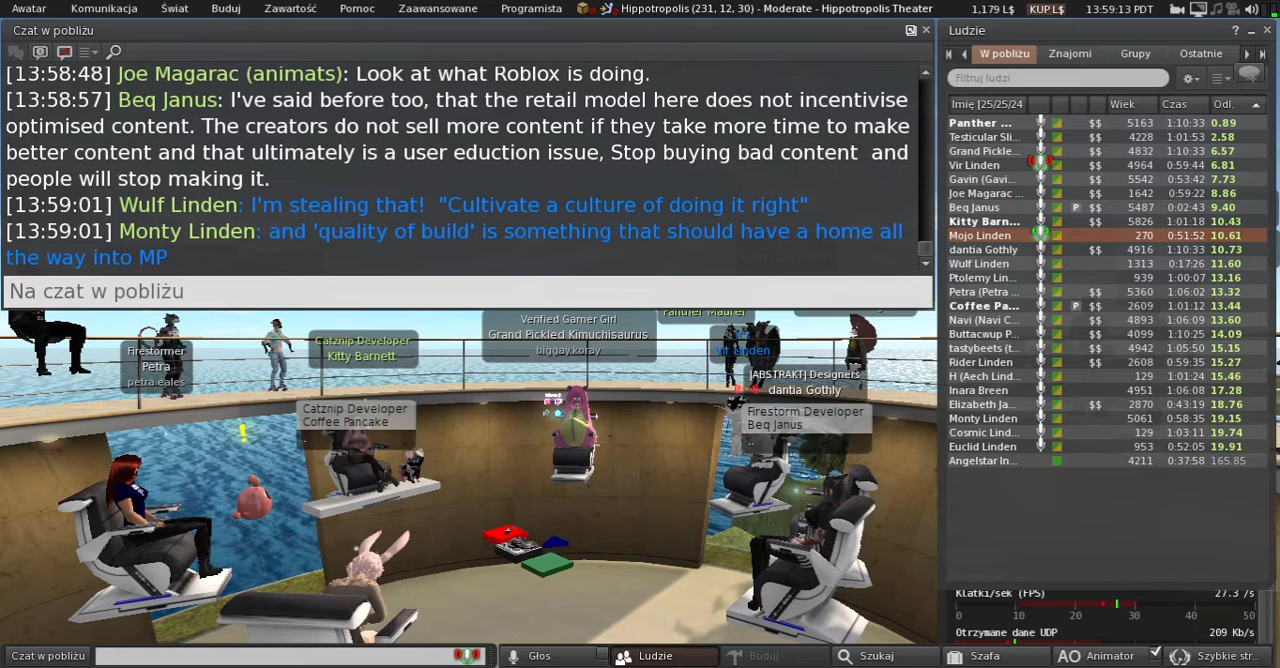 Awatar Komunikacja Świat Buduj Zawartość Pomoc Zaawansowane Programista Hippotropolis (231, 12, 30) - Moderate - Hippotropolis Theater 1,179 L$ KUP L$ 13:59:13 PDT
Czat w pobliżu
[13:58:48] Joe Magarac (animats): Look at what Roblox is doing.
[13:58:57] Beq Janus: I've said before too, that the retail model here does not incentivise
optimised content. The creators do not sell more content if they take more time to make
better content and that ultimately is a user eduction issue, Stop buying bad content  and
people will stop making it.
[13:59:01] Wulf Linden: I'm stealing that!  "Cultivate a culture of doing it right"
[13:59:01] Monty Linden: and 'quality of build' is something that should have a home all
the way into MP
Na czat w pobliżu
Firestormer
Petra
petra.eales
Catznip Developer
Kitty Barnett
Verified Gamer Girl
Grand Pickled Kimuchisaurus
biggay.koray
Panther Maurer
Vir Linden
|ABSTRAKT| Designers
dantia Gothly
Catznip Developer
Coffee Pancake
Firestorm Developer
Beq Janus
Ludzie
W pobliżu Znajomi Grupy Ostatnie
Filtruj ludzi
Imię [25/25/24 Wiek Czas Odl.
Panther ... $$ 5163 1:10:33 0.89
Testicular Sli... $$ 4228 1:01:53 2.58
Grand Pickle... $$ 4832 1:10:33 6.57
Vir Linden $$ 4964 0:59:44 6.81
Gavin (Gavi... $$ 5542 0:53:42 7.73
Joe Magarac ... $$ 1642 0:59:22 8.86
Beq Janus P $$ 5487 0:02:43 9.40
Kitty Barn... $$ 5826 1:01:18 10.43
Mojo Linden 270 0:51:52 10.61
dantia Gothly $$ 4916 1:10:33 10.73
Wulf Linden 1313 0:17:26 11.60
Ptolemy Lin... 939 1:00:07 13.16
Petra (Petra ... $$ 5360 1:06:02 13.32
Coffee Pa... P $$ 2609 1:01:12 13.44
Navi (Navi C... $$ 4893 1:06:09 13.60
Buttacwup P... $$ 4099 1:10:25 14.09
tastybeets (t... $$ 4942 1:05:50 15.15
Rider Linden $$ 2608 0:59:35 15.27
H (Aech Lind... 129 1:01:24 15.46
Inara Breen 4951 1:06:08 17.28
Elizabeth Ja... $$ 2870 0:43:19 18.76
Monty Linden 5061 0:58:35 19.15
Cosmic Lind... 129 1:03:11 19.74
Euclid Linden 953 0:52:05 19.91
Angelstar In... 4211 0:37:58 165.85
Klatki/sek (FPS) 27.3 /s
0 10 20 30 40 50
Otrzymane dane UDP 209 Kb/s
Czat w pobliżu Głos Ludzie Buduj Szukaj Szafa AO Animator Szybkie str...